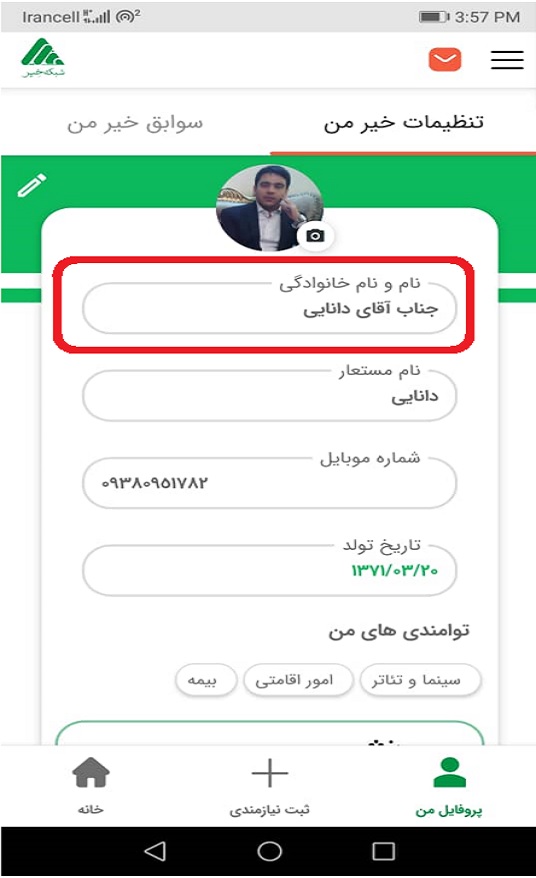 Irancell 3:57 PM
شبکه خیر
تنظیمات خیر من
سوابق خیر من
نام و نام خانوادگی
جناب آقای دانایی
نام مستعار
دانایی
شماره موبایل
۰۹۳۸۰۹۵۱۷۸۲
تاریخ تولد
۱۳۷۱/۰۳/۲۰
توامندی های من
سینما و تئاتر
امور اقامتی
بیمه
پروفایل من
ثبت نیازمندی
خانه